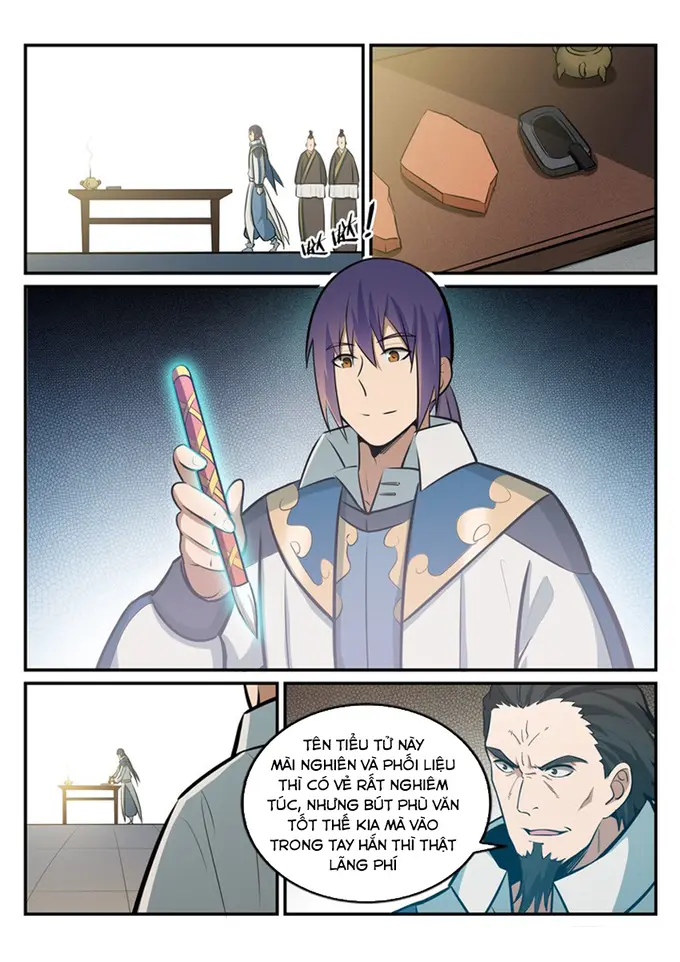 TÊN TIỂU TỬ NÀY
MÀI NGHIÊN VÀ PHỐI LIỆU
THÌ CÓ VẺ RẤT NGHIÊM
TÚC, NHƯNG BÚT PHÙ VĂN
TỐT THẾ KIA MÀ VÀO
TRONG TAY HẮN THÌ THẬT
LÃNG PHÍ